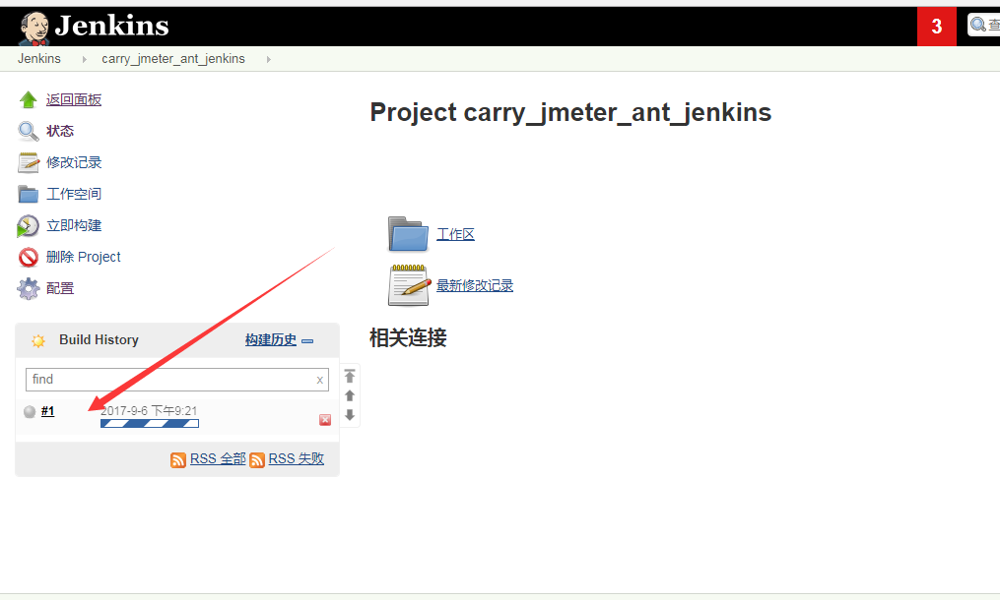 Jenkins
3
查
Jenkins
carry_jmeter_ant_jenkins
返回面板
状态
修改记录
工作空间
立即构建
删除 Project
配置
Project carry_jmeter_ant_jenkins
工作区
最新修改记录
相关连接
Build History 构建历史
find x
#1 2017-9-6 下午9:21
RSS 全部 RSS 失败